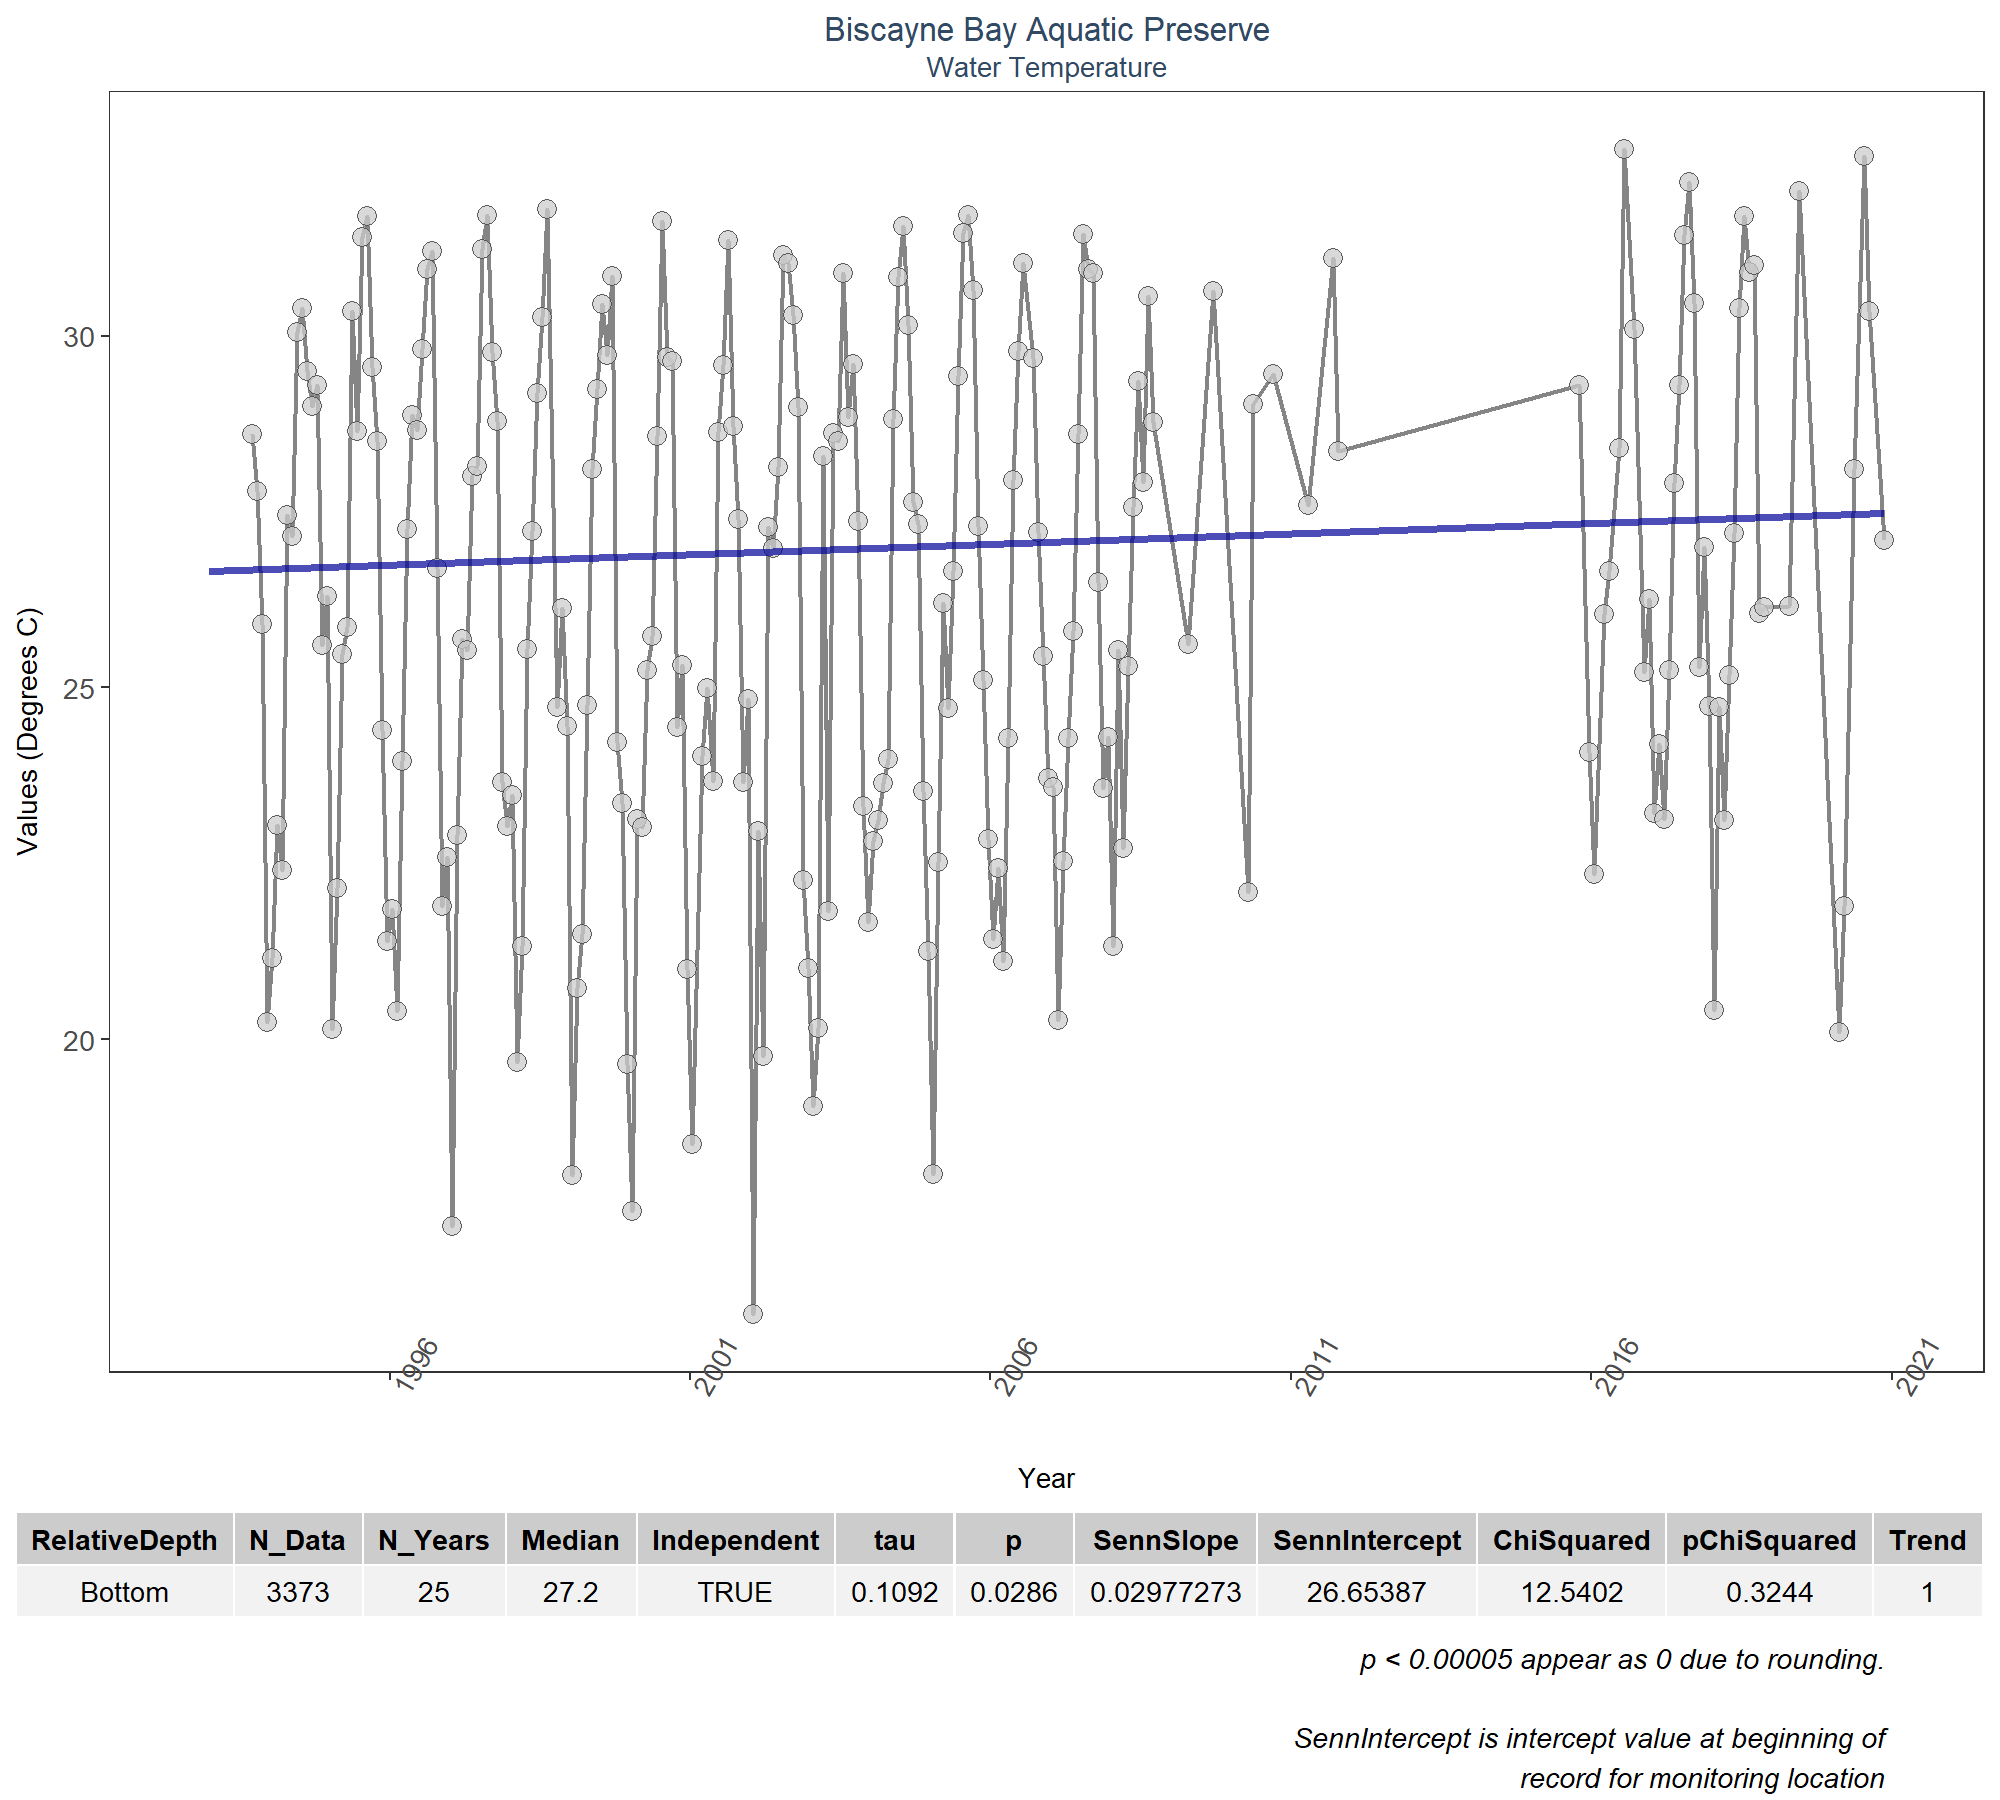 Biscayne Bay Aquatic Preserve
Water Temperature
Values (Degrees C)
30
25
20
1996
2001
2006
2011
2016
2021
Year
RelativeDepth N_Data N_Years Median Independent tau p SennSlope SennIntercept ChiSquared pChiSquared Trend
Bottom 3373 25 27.2 TRUE 0.1092 0.0286 0.02977273 26.65387 12.5402 0.3244 1
p < 0.00005 appear as 0 due to rounding.
SennIntercept is intercept value at beginning of
record for monitoring location